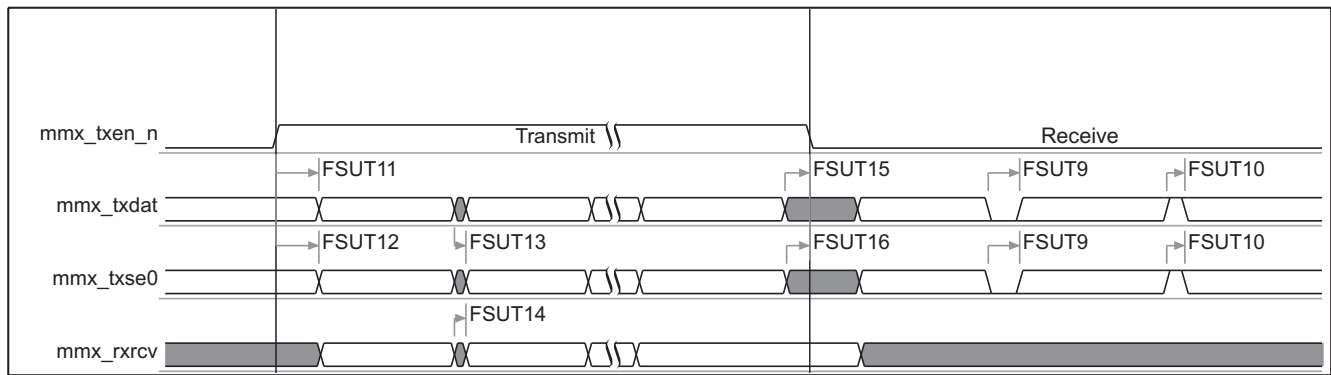 mmx_txen_n
Transmit
Receive
FSUT11
FSUT15
FSUT9
FSUT10
mmx_txdat
FSUT12
FSUT13
FSUT16
FSUT9
FSUT10
mmx_txse0
FSUT14
mmx_rxrcv